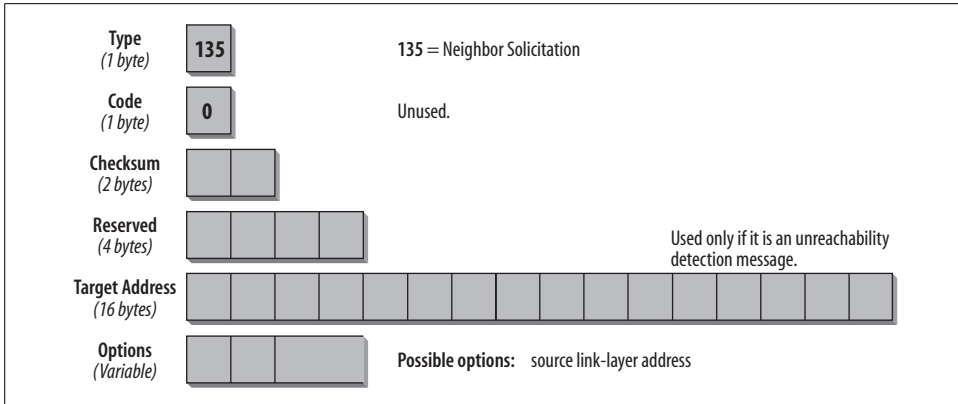 Type
(1 byte)
135
135 = Neighbor Solicitation
Code
(1 byte)
0
Unused.
Checksum
(2 bytes)
Reserved
(4 bytes)
Used only if it is an unreachability
detection message.
Target Address
(16 bytes)
Options
(Variable)
Possible options: source link-layer address